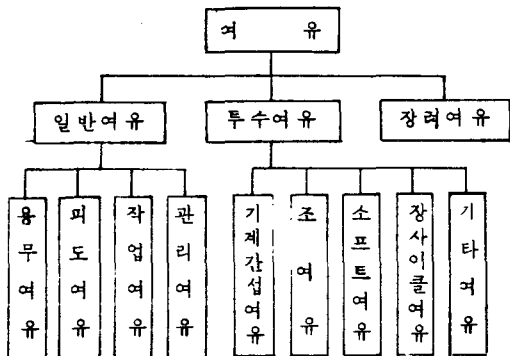 여 유
일반여유
투수여유
장려여유
용무여유
피도여유
작업여유
관리여유
기계간섭여유
조 여유
소프트여유
장사이클여유
기타여유